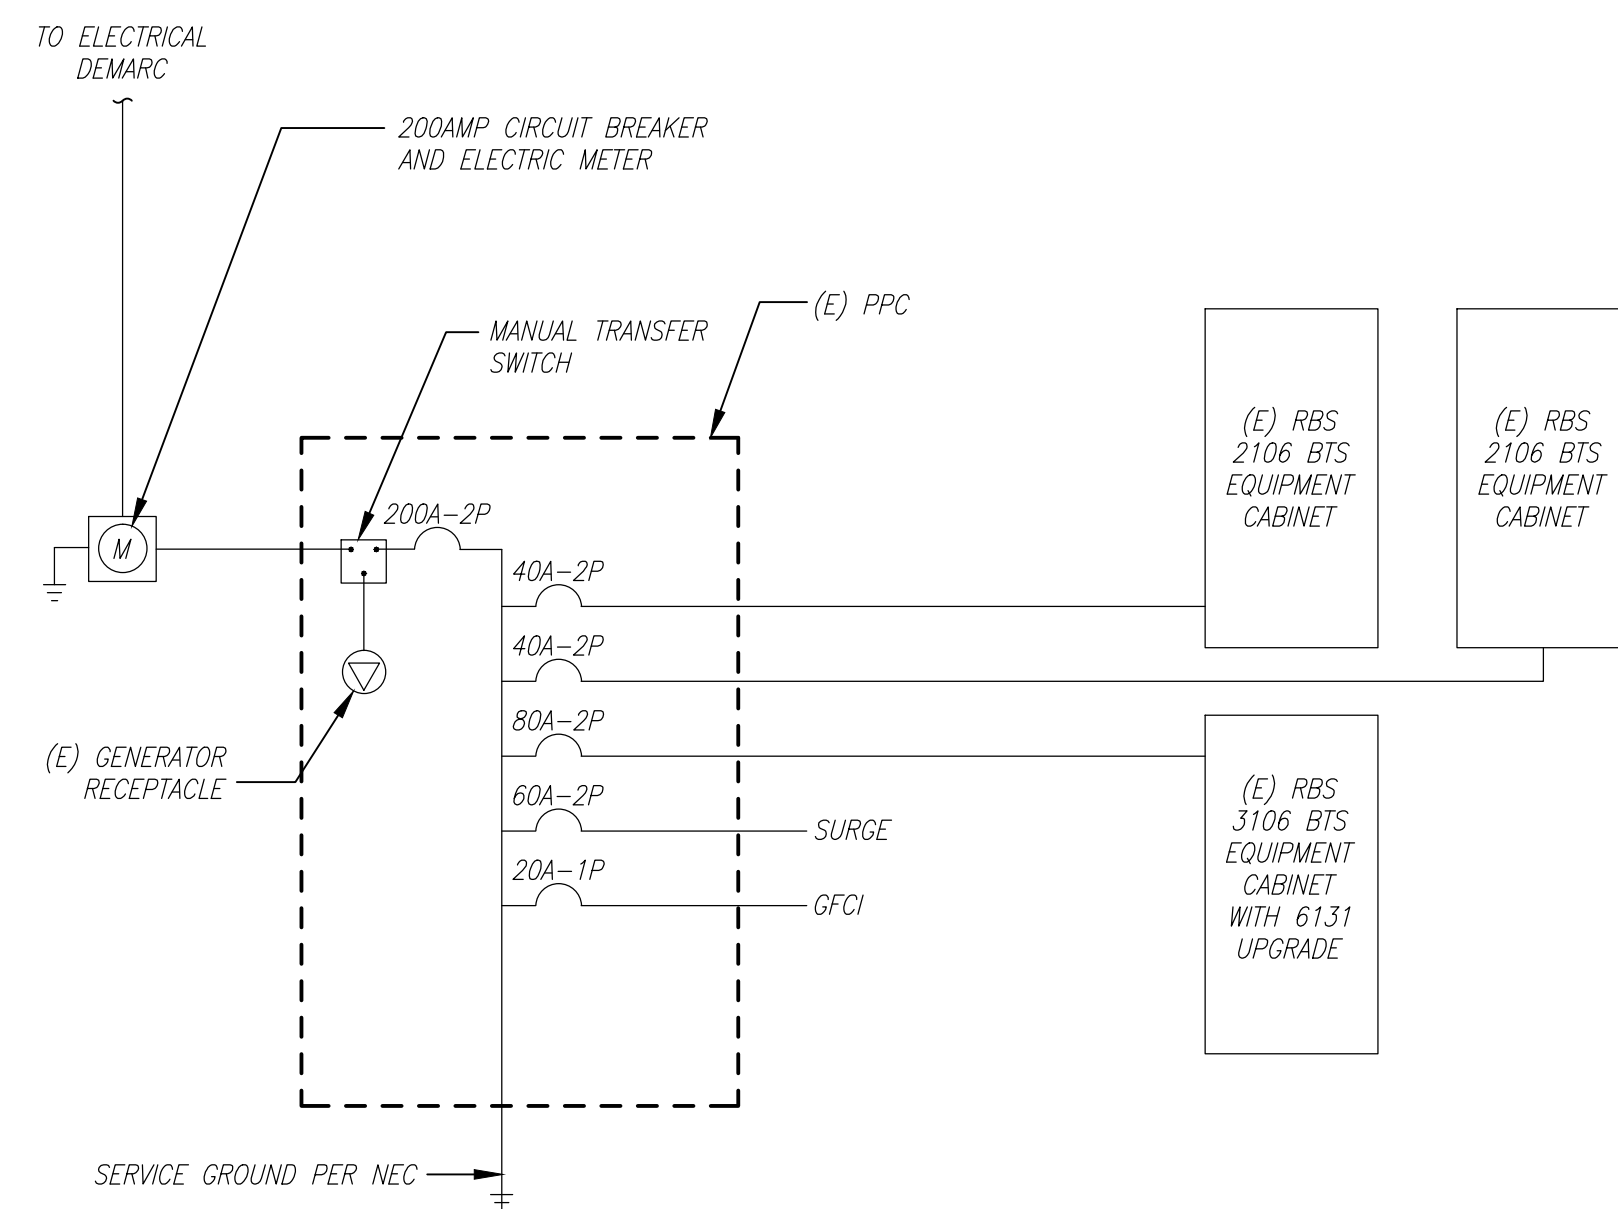 TO ELECTRICAL
DEMARC
200AMP CIRCUIT BREAKER
AND ELECTRIC METER
(E) PPC
MANUAL TRANSFER
SWITCH
(E) RBS
2106 BTS
EQUIPMENT
CABINET
(E) RBS
2106 BTS
EQUIPMENT
CABINET
200A-2P
M
40A-2P
40A-2P
80A-2P
(E) GENERATOR
RECEPTACLE
60A-2P
SURGE
20A-1P
GFCI
(E) RBS
3106 BTS
EQUIPMENT
CABINET
WITH 6131
UPGRADE
SERVICE GROUND PER NEC